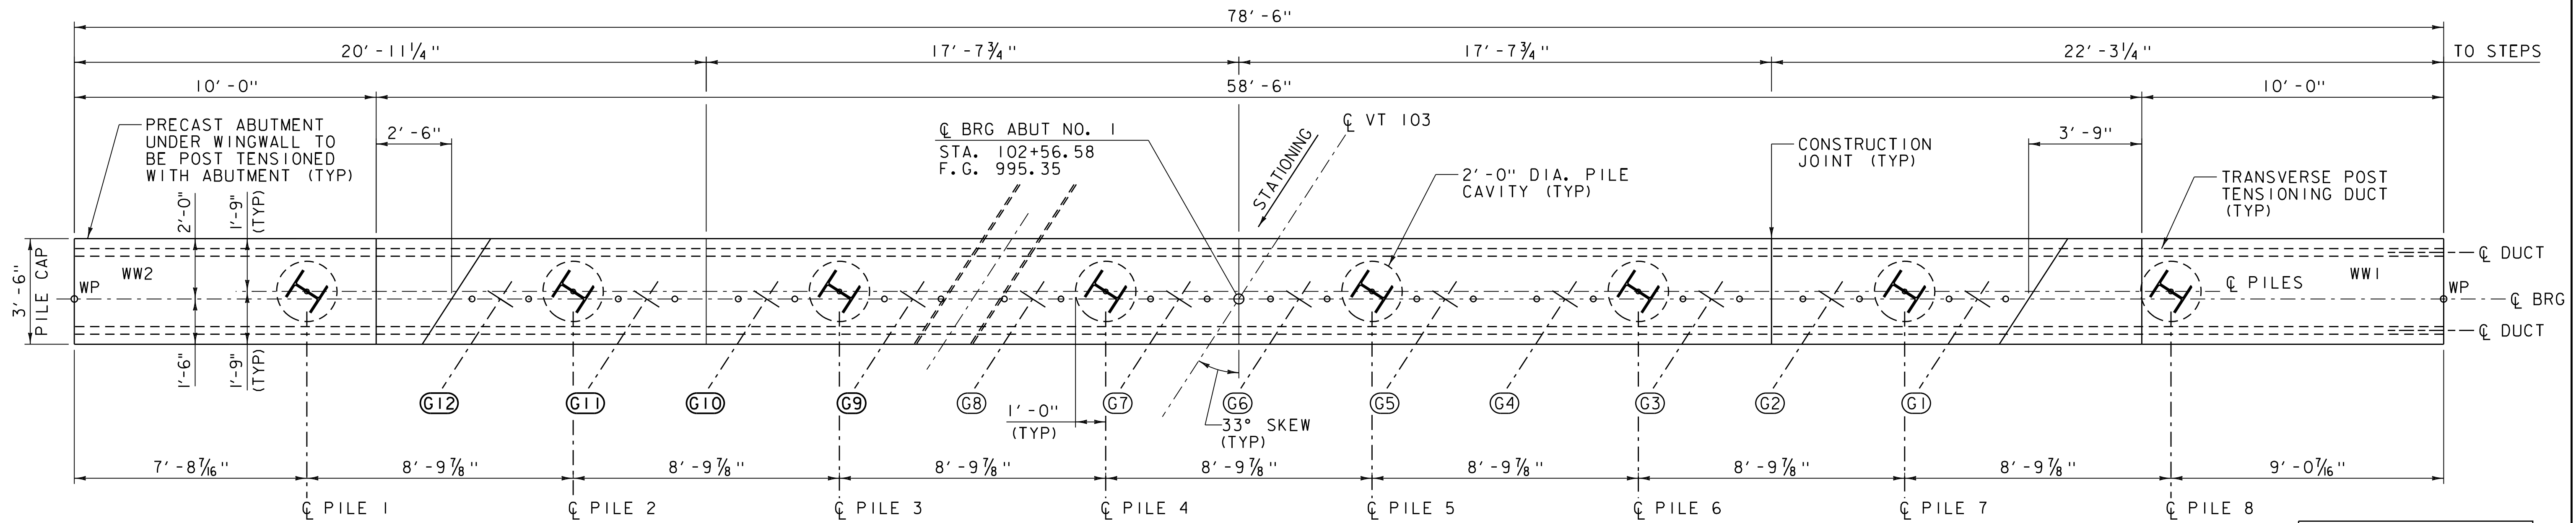 78'-6"
20'-11 1/4"
17'-7 3/4"
17'-7 3/4"
22'-3 1/4"
TO STEPS
10'-0"
58'-6"
10'-0"
PRECAST ABUTMENT
UNDER WINGWALL TO
BE POST TENSIONED
WITH ABUTMENT (TYP)
2'-6"
℄ BRG ABUT NO. 1
STA. 102+56.58
F.G. 995.35
STATIONING
℄ VT 103
2'-0" DIA. PILE
CAVITY (TYP)
CONSTRUCTION
JOINT (TYP)
3'-9"
TRANSVERSE POST
TENSIONING DUCT
(TYP)
2'-0"
1'-9"
(TYP)
3'-6"
PILE CAP
WP
WW2
℄ PILES
WW1
WP
℄ DUCT
℄ BRG
℄ DUCT
1'-6"
1'-9"
(TYP)
G12
G11
G10
G9
G8
G7
G6
G5
G4
G3
G2
G1
1'-0"
(TYP)
33° SKEW
(TYP)
7'-8 7/16"
8'-9 7/8"
8'-9 7/8"
8'-9 7/8"
8'-9 7/8"
8'-9 7/8"
8'-9 7/8"
8'-9 7/8"
9'-0 7/16"
℄ PILE 1
℄ PILE 2
℄ PILE 3
℄ PILE 4
℄ PILE 5
℄ PILE 6
℄ PILE 7
℄ PILE 8